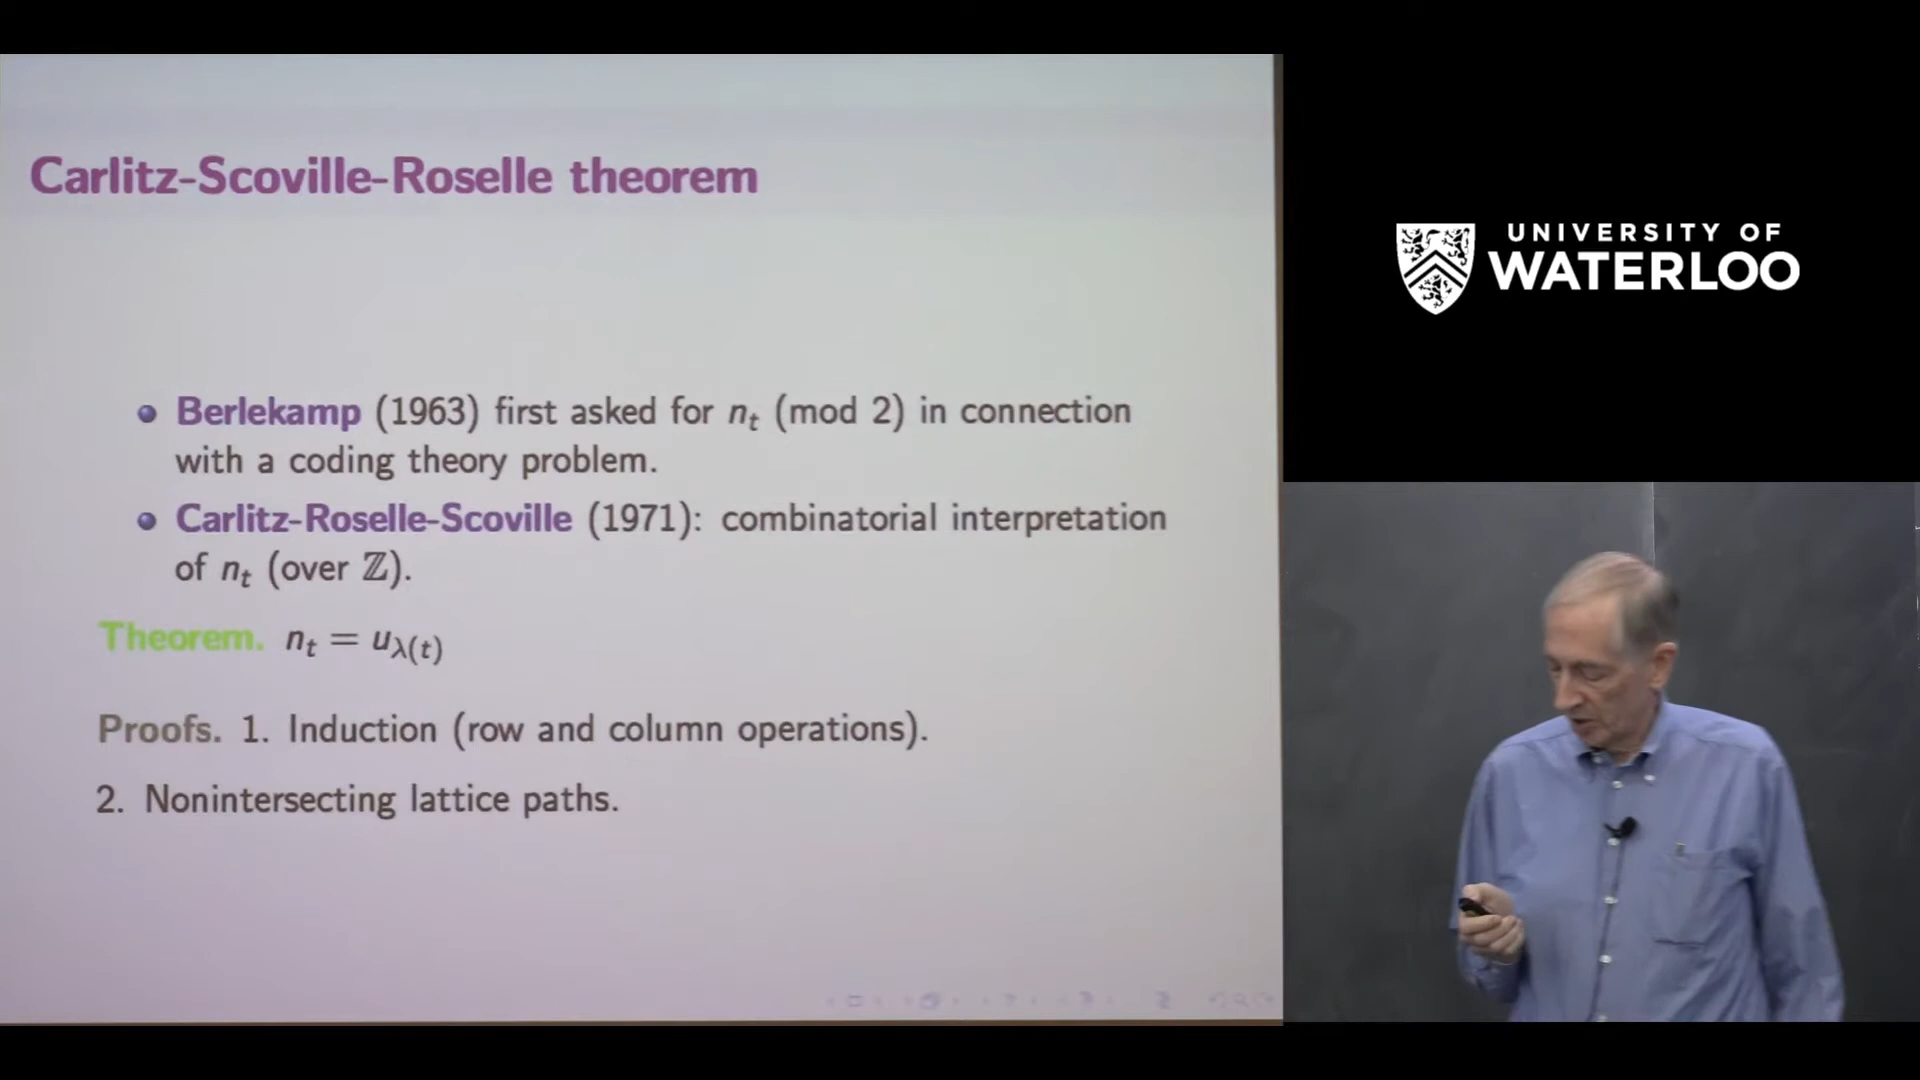 Carlitz-Scoville-Roselle theorem
Berlekamp (1963) first asked for n_t (mod 2) in connection
with a coding theory problem.
Carlitz-Roselle-Scoville (1971): combinatorial interpretation
of n_t (over ℤ).
Theorem. n_t = u_λ(t)
Proofs. 1. Induction (row and column operations).
2. Nonintersecting lattice paths.
UNIVERSITY OF
WATERLOO